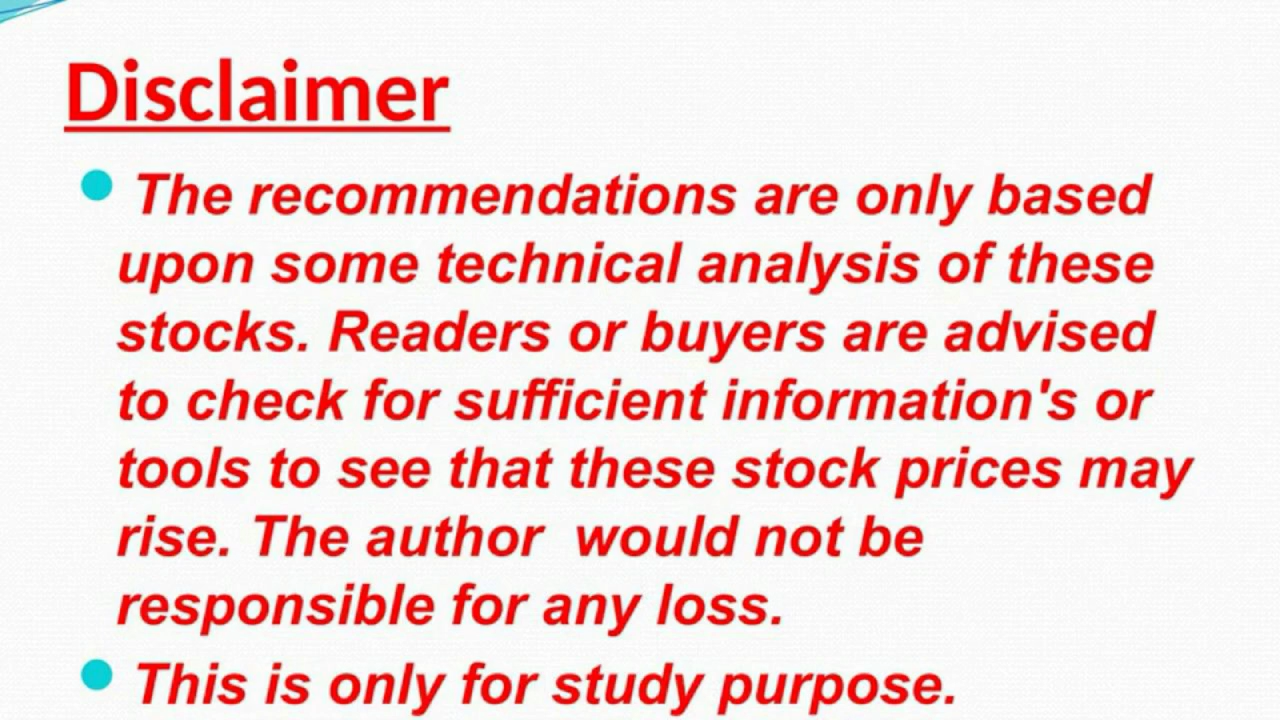 Disclaimer
The recommendations are only based
upon some technical analysis of these
stocks. Readers or buyers are advised
to check for sufficient information's or
tools to see that these stock prices may
rise. The author  would not be
responsible for any loss.
This is only for study purpose.